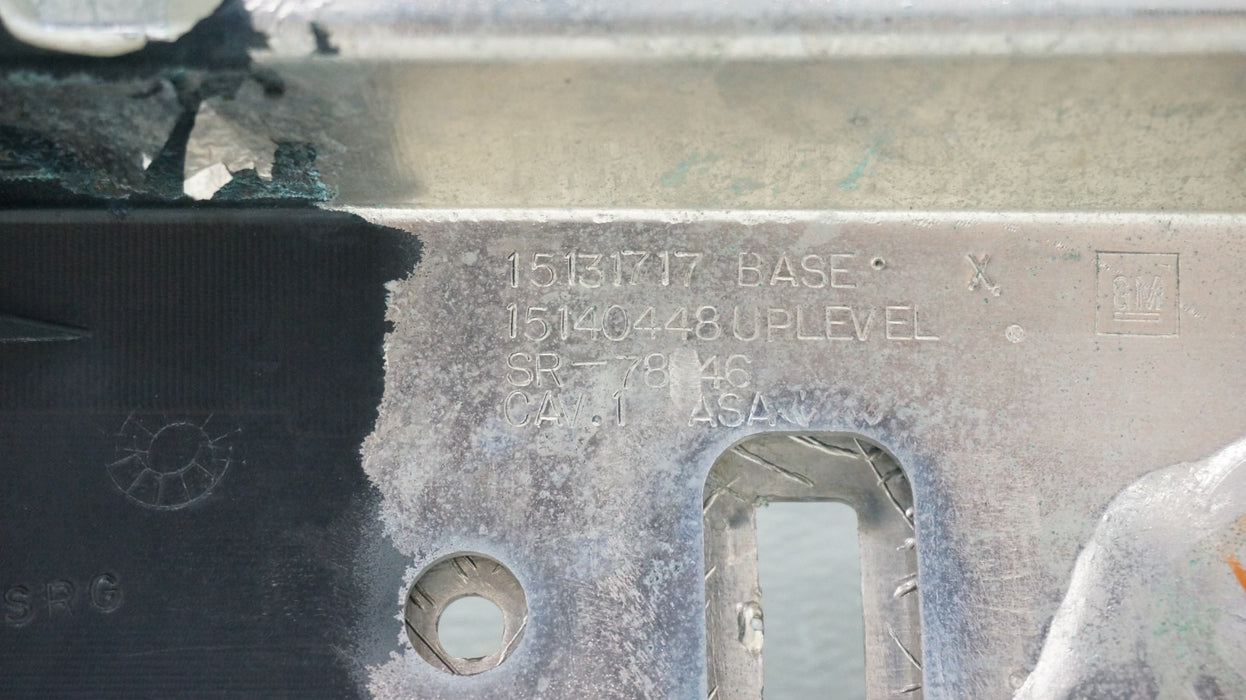 15131717 BASE X
GM
15140448 UPLEVEL
CAV.1 ASA
SRG